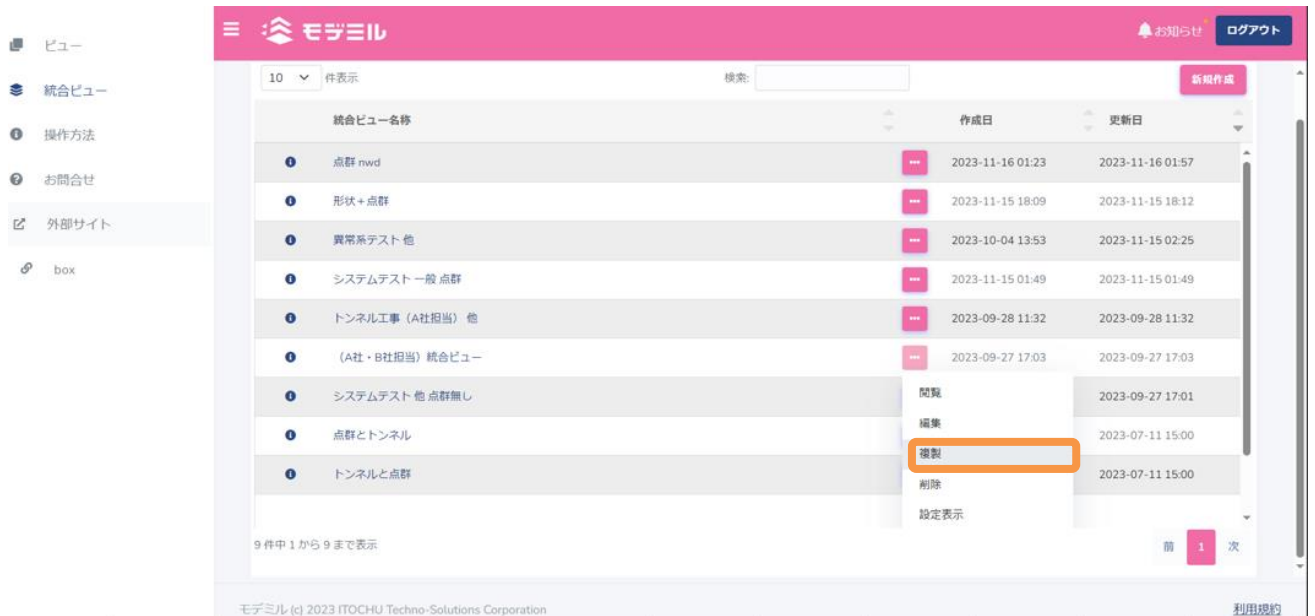 モデミル
お知らせ
ログアウト
ビュー
統合ビュー
操作方法
お問合せ
外部サイト
box
10 件表示
検索:
新規作成
統合ビュー名称 作成日 更新日
点群 nwd 2023-11-16 01:23 2023-11-16 01:57
形状+点群 2023-11-15 18:09 2023-11-15 18:12
異常系テスト 他 2023-10-04 13:53 2023-11-15 02:25
システムテスト 一般 点群 2023-11-15 01:49 2023-11-15 01:49
トンネル工事（A社担当） 他 2023-09-28 11:32 2023-09-28 11:32
（A社・B社担当）統合ビュー 2023-09-27 17:03 2023-09-27 17:03
システムテスト 他 点群無し 2023-09-27 17:01
点群とトンネル 2023-07-11 15:00
トンネルと点群 2023-07-11 15:00
閲覧
編集
複製
削除
設定表示
9 件中 1 から 9 まで表示
前 1 次
モデミル (c) 2023 ITOCHU Techno-Solutions Corporation
利用規約